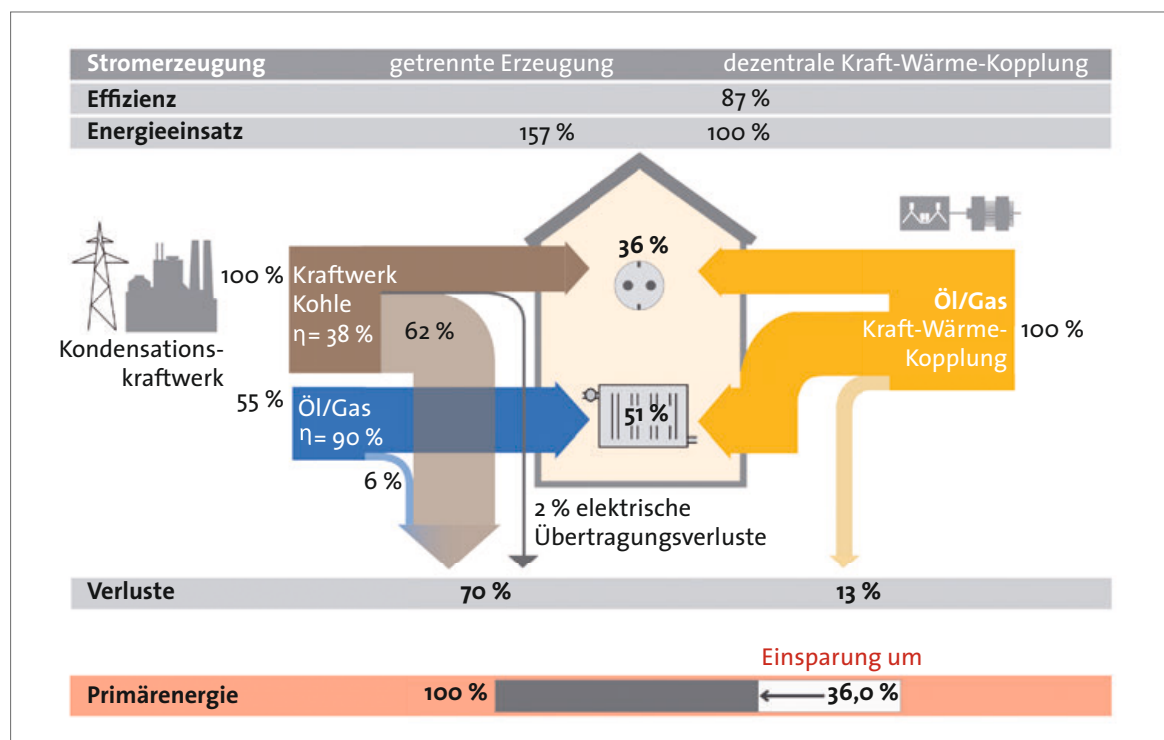 Stromerzeugung getrennte Erzeugung dezentrale Kraft-Wärme-Kopplung
Effizienz 87 %
Energieeinsatz 157 % 100 %
36 %
100 % Kraftwerk
Kohle
η = 38 %
62 %
Kondensations-
kraftwerk
Öl/Gas
Kraft-Wärme-
Kopplung
100 %
55 %
Öl/Gas
η = 90 %
51 %
6 %
2 % elektrische
Übertragungsverluste
Verluste 70 % 13 %
Einsparung um
Primärenergie 100 % 36,0 %